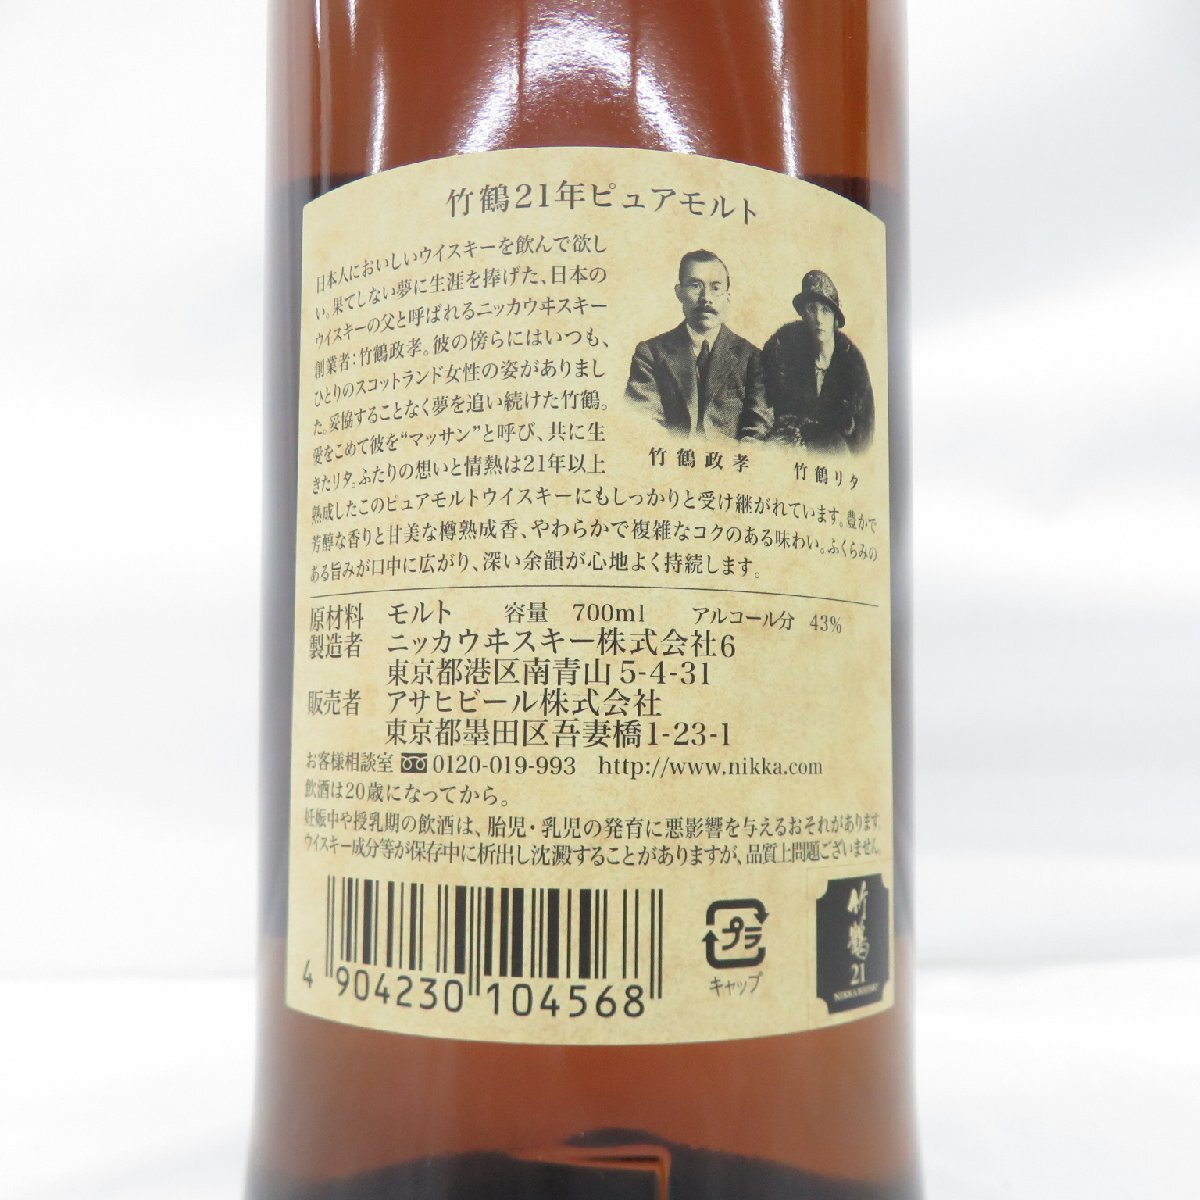 竹鶴21年ピュアモルト
日本人においしいウイスキーを飲んで欲し
い。果てしない夢に生涯を捧げた、日本の
ウイスキーの父と呼ばれるニッカウヰスキー
創業者:竹鶴政孝。彼の傍らにはいつも、
ひとりのスコットランド女性の姿がありまし
た。妥協することなく夢を追い続けた竹鶴。
愛をこめて彼を“マッサン”と呼び、共に生
きたリタ。ふたりの想いと情熱は21年以上
熟成したこのピュアモルトウイスキーにもしっかりと受け継がれています。豊かで
芳醇な香りと甘美な樽熟成香、やわらかで複雑なコクのある味わい。ふくらみの
ある旨みが口中に広がり、深い余韻が心地よく持続します。
竹鶴政孝
竹鶴リタ
原材料 モルト 容量 700ml アルコール分 43%
製造者 ニッカウヰスキー株式会社6
東京都港区南青山5-4-31
販売者 アサヒビール株式会社
東京都墨田区吾妻橋1-23-1
お客様相談室 0120-019-993 http://www.nikka.com
飲酒は20歳になってから。
妊娠中や授乳期の飲酒は、胎児・乳児の発育に悪影響を与えるおそれがあります。
ウイスキー成分等が保存中に析出し沈澱することがありますが、品質上問題ございません。
4 904230 104568
プラ
キャップ
竹鶴
21
NIKKA WHISKY